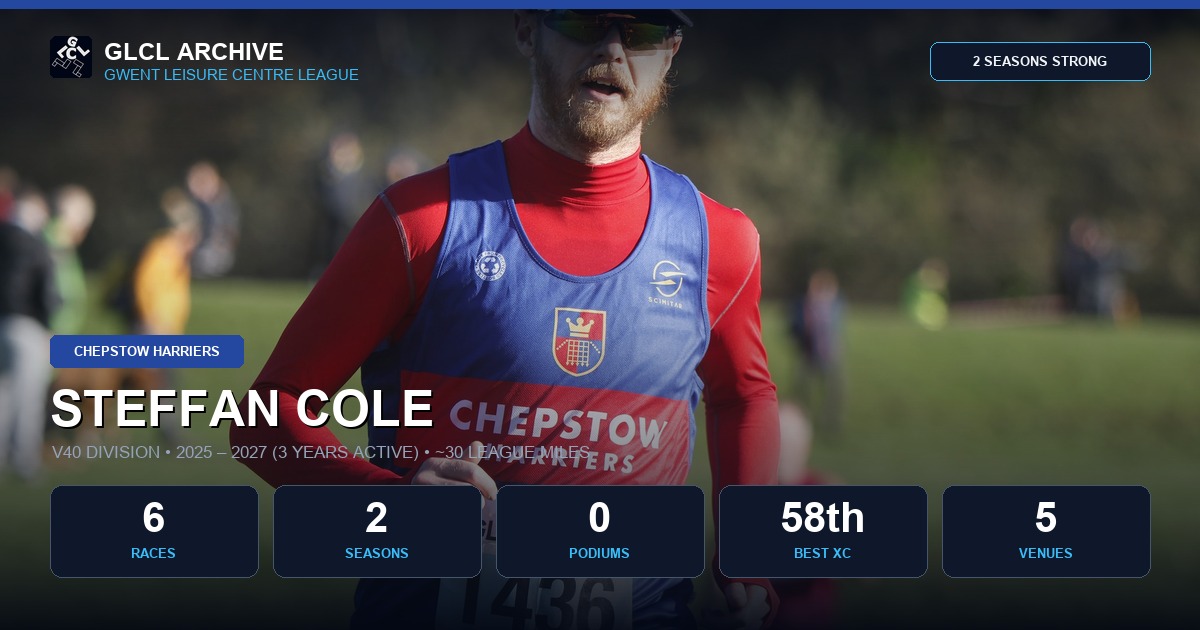 GLCL ARCHIVE
GWENT LEISURE CENTRE LEAGUE
2 SEASONS STRONG
SCIMITAR
CHEPSTOW HARRIERS
STEFFAN COLE
CHEPSTOW
HARRIERS
V40 DIVISION • 2025 – 2027 (3 YEARS ACTIVE) • ~30 LEAGUE MILES
6
RACES
2
SEASONS
0
PODIUMS
58th
BEST XC
5
VENUES
1436